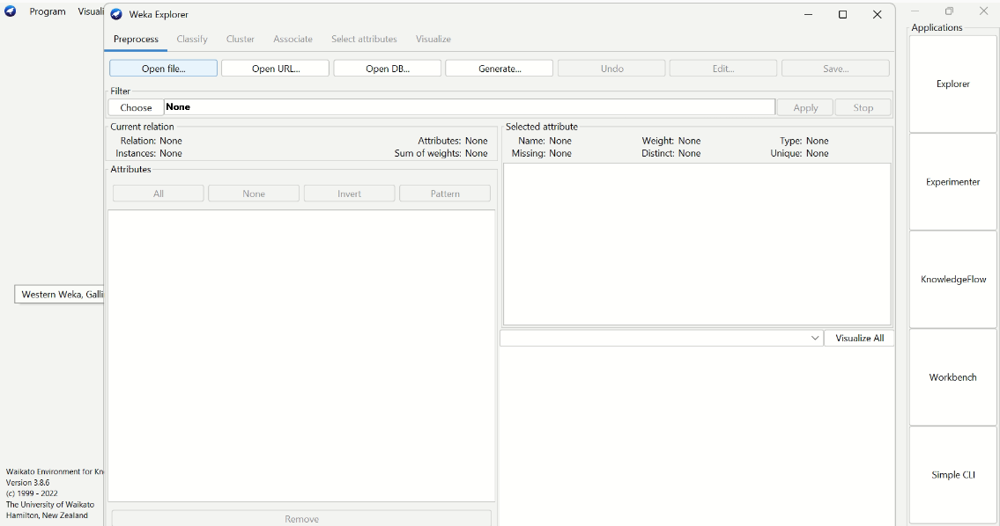 Program
Visuali
Weka Explorer
Applications
Preprocess Classify Cluster Associate Select attributes Visualize
Open file... Open URL... Open DB... Generate... Undo Edit... Save...
Filter
Choose None Apply Stop
Current relation
Relation: None Attributes: None
Instances: None Sum of weights: None
Selected attribute
Name: None Weight: None Type: None
Missing: None Distinct: None Unique: None
Attributes
All None Invert Pattern
Visualize All
Remove
Western Weka, Galli
Waikato Environment for Kn
Version 3.8.6
(c) 1999 - 2022
The University of Waikato
Hamilton, New Zealand
Explorer
Experimenter
KnowledgeFlow
Workbench
Simple CLI